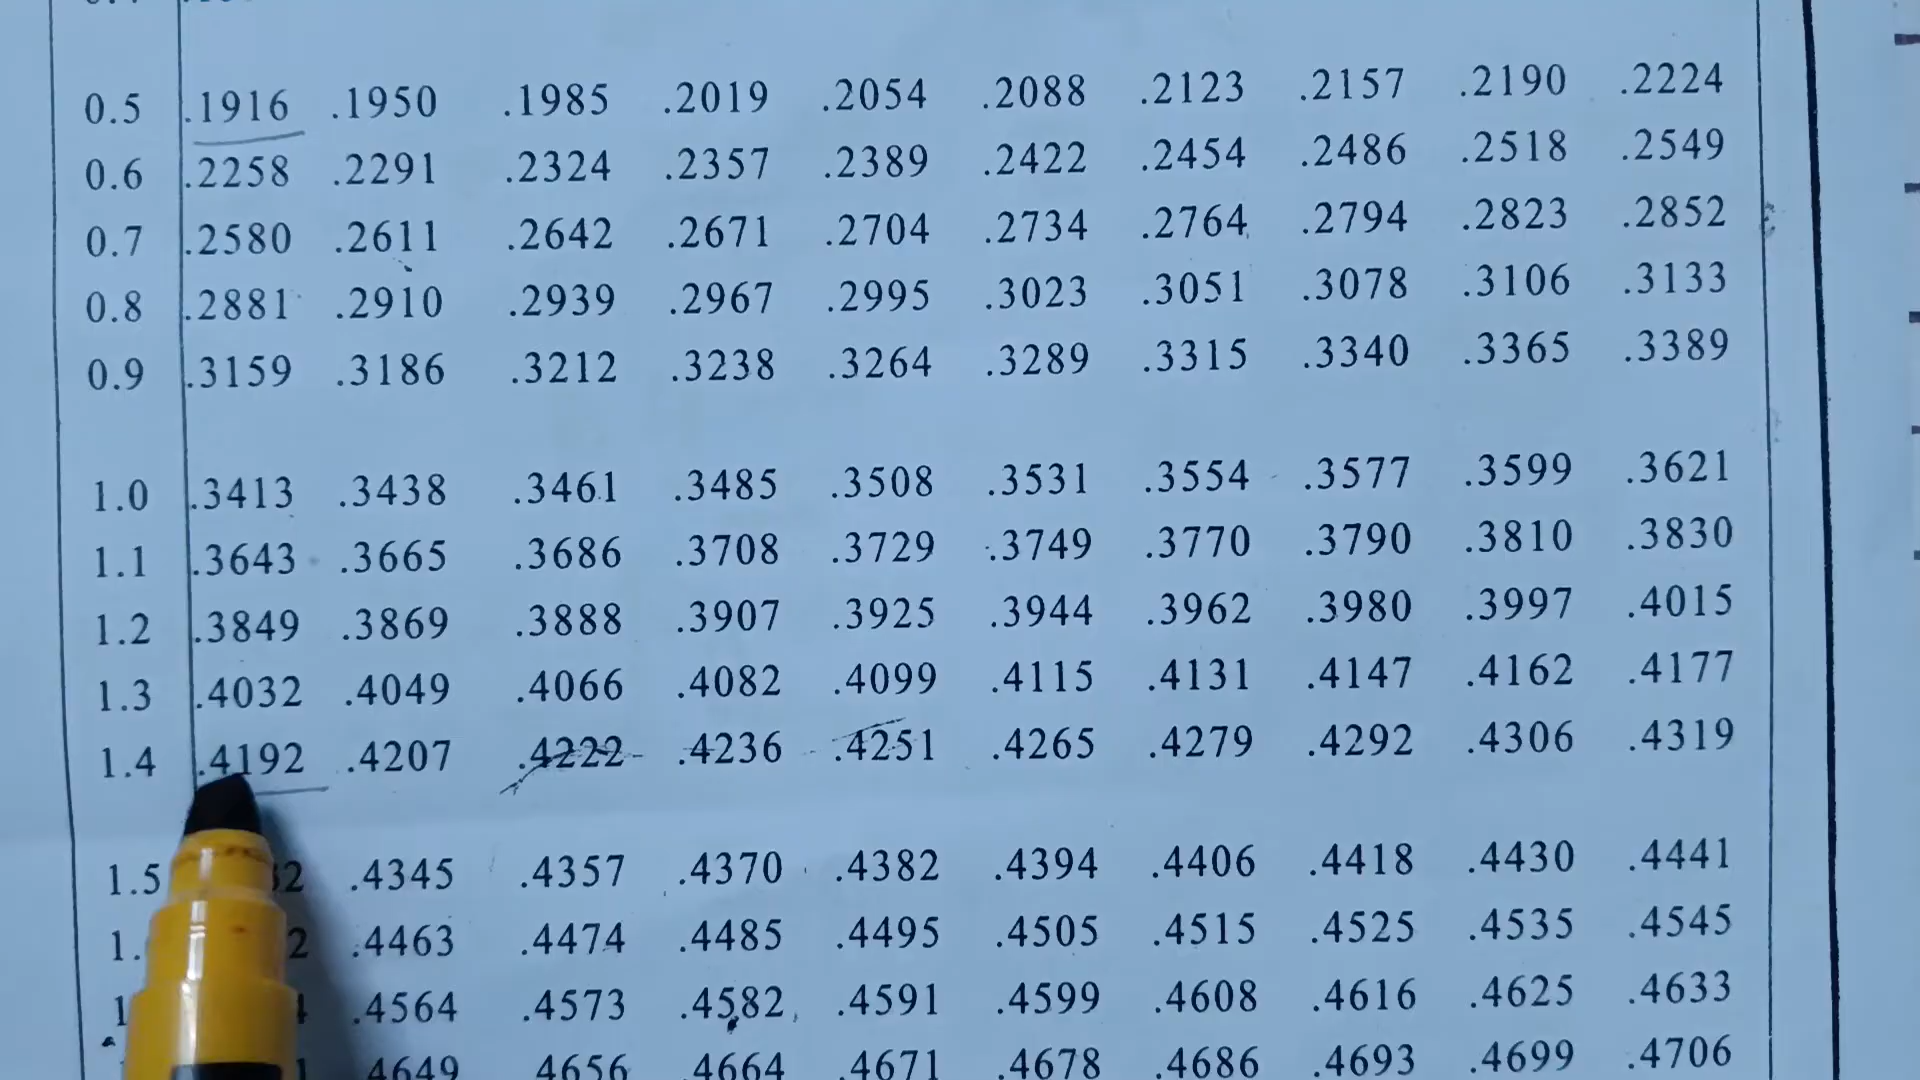 0.5 .1916 .1950 .1985 .2019 .2054 .2088 .2123 .2157 .2190 .2224
0.6 .2258 .2291 .2324 .2357 .2389 .2422 .2454 .2486 .2518 .2549
0.7 .2580 .2611 .2642 .2671 .2704 .2734 .2764 .2794 .2823 .2852
0.8 .2881 .2910 .2939 .2967 .2995 .3023 .3051 .3078 .3106 .3133
0.9 .3159 .3186 .3212 .3238 .3264 .3289 .3315 .3340 .3365 .3389
1.0 .3413 .3438 .3461 .3485 .3508 .3531 .3554 .3577 .3599 .3621
1.1 .3643 .3665 .3686 .3708 .3729 .3749 .3770 .3790 .3810 .3830
1.2 .3849 .3869 .3888 .3907 .3925 .3944 .3962 .3980 .3997 .4015
1.3 .4032 .4049 .4066 .4082 .4099 .4115 .4131 .4147 .4162 .4177
1.4 .4192 .4207 .4222 .4236 .4251 .4265 .4279 .4292 .4306 .4319
1.5 .4345 .4357 .4370 .4382 .4394 .4406 .4418 .4430 .4441
.4463 .4474 .4485 .4495 .4505 .4515 .4525 .4535 .4545
.4564 .4573 .4582 .4591 .4599 .4608 .4616 .4625 .4633
.4649 .4656 .4664 .4671 .4678 .4686 .4693 .4699 .4706